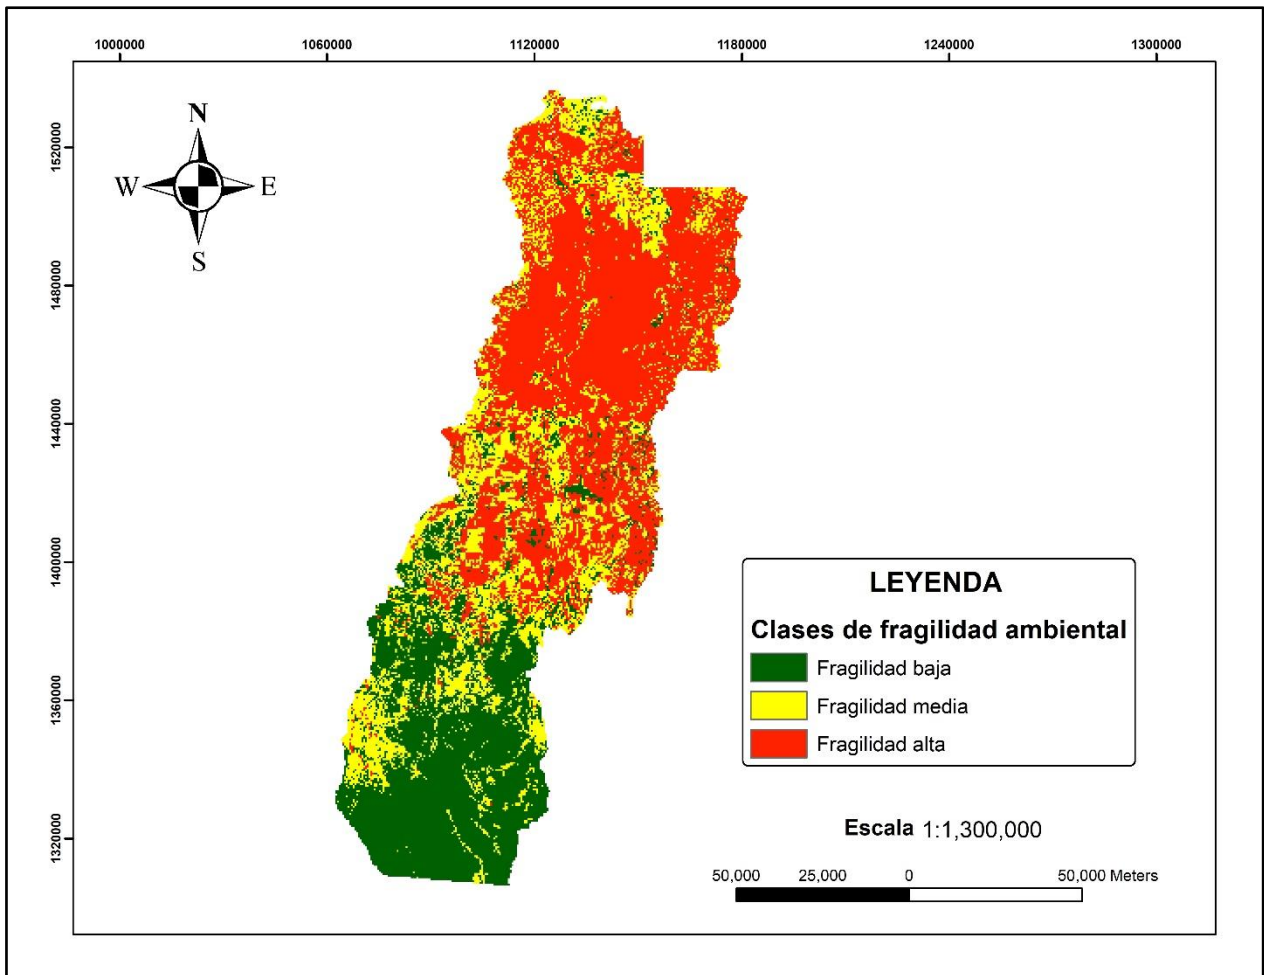 1000000 1060000 1120000 1180000 1240000 1300000
N
W E
S
1520000
1480000
1440000
1400000
1360000
1320000
LEYENDA
Clases de fragilidad ambiental
Fragilidad baja
Fragilidad media
Fragilidad alta
Escala 1:1,300,000
50,000 25,000 0 50,000 Meters